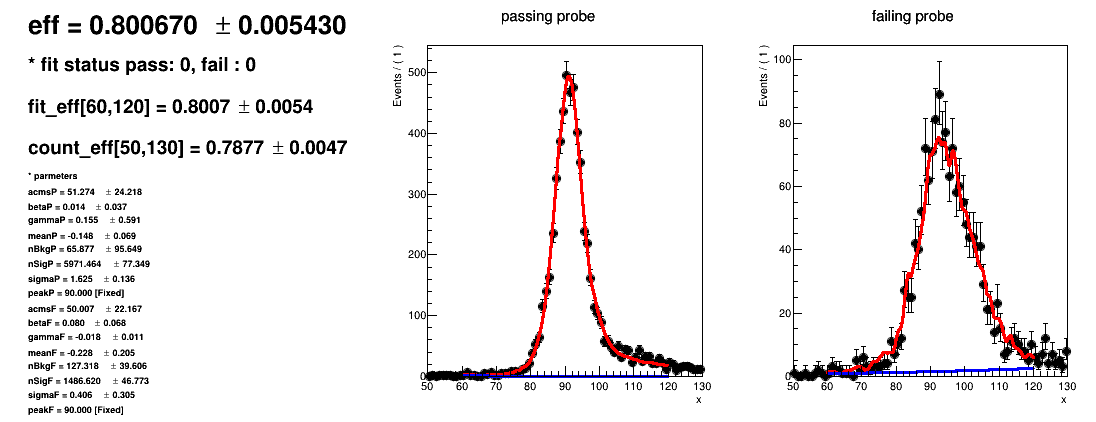 eff = 0.800670 ± 0.005430
* fit status pass: 0, fail : 0
fit_eff[60,120] = 0.8007 ± 0.0054
count_eff[50,130] = 0.7877 ± 0.0047
* parmeters
acmsP = 51.274 ± 24.218
betaP = 0.014 ± 0.037
gammaP = 0.155 ± 0.591
meanP = -0.148 ± 0.069
nBkgP = 65.877 ± 95.649
nSigP = 5971.464 ± 77.349
sigmaP = 1.625 ± 0.136
peakP = 90.000 [Fixed]
acmsF = 50.007 ± 22.167
betaF = 0.080 ± 0.068
gammaF = -0.018 ± 0.011
meanF = -0.228 ± 0.205
nBkgF = 127.318 ± 39.606
nSigF = 1486.620 ± 46.773
sigmaF = 0.406 ± 0.305
peakF = 90.000 [Fixed]
passing probe
Events / ( 1 )
500
400
300
200
100
0
50 60 70 80 90 100 110 120 130
x
failing probe
Events / ( 1 )
100
80
60
40
20
0
50 60 70 80 90 100 110 120 130
x